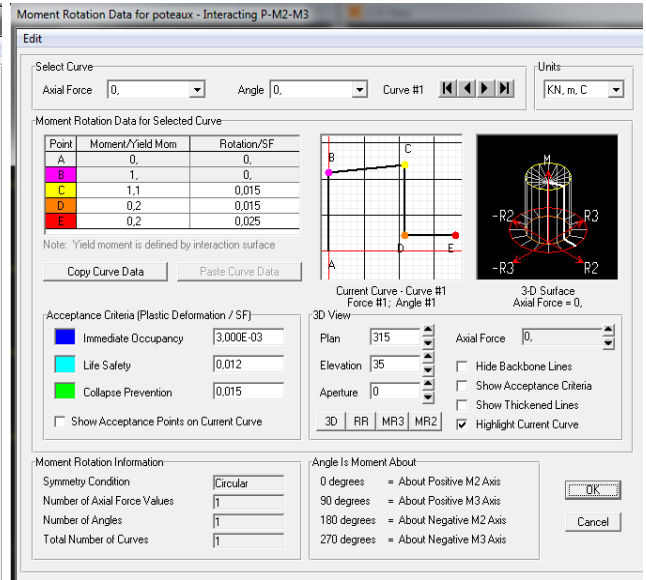 Moment Rotation Data for poteaux - Interacting P-M2-M3
Edit
Select Curve
Axial Force 0, Angle 0, Curve #1
Units
KN, m, C
Moment Rotation Data for Selected Curve
Point Moment/Yield Mom Rotation/SF
A 0, 0,
B 1, 0,
C 1,1 0,015
D 0,2 0,015
E 0,2 0,025
Note: Yield moment is defined by interaction surface
Copy Curve Data Paste Curve Data
B C
D E
A
Current Curve - Curve #1
Force #1; Angle #1
M
-R2 R3
-R3 R2
3-D Surface
Axial Force = 0,
Acceptance Criteria (Plastic Deformation / SF)
Immediate Occupancy 3,000E-03
Life Safety 0,012
Collapse Prevention 0,015
Show Acceptance Points on Current Curve
3D View
Plan 315 Axial Force 0,
Elevation 35 Hide Backbone Lines
Show Acceptance Criteria
Aperture 0 Show Thickened Lines
3D RR MR3 MR2 Highlight Current Curve
Moment Rotation Information
Symmetry Condition Circular
Number of Axial Force Values 1
Number of Angles 1
Total Number of Curves 1
Angle Is Moment About
0 degrees = About Positive M2 Axis
90 degrees = About Positive M3 Axis
180 degrees = About Negative M2 Axis
270 degrees = About Negative M3 Axis
OK
Cancel